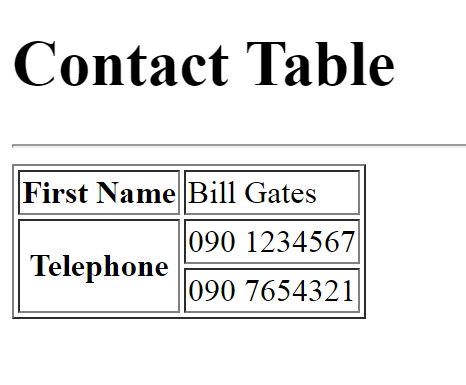 Contact Table
First Name Bill Gates
Telephone 090 1234567
090 7654321